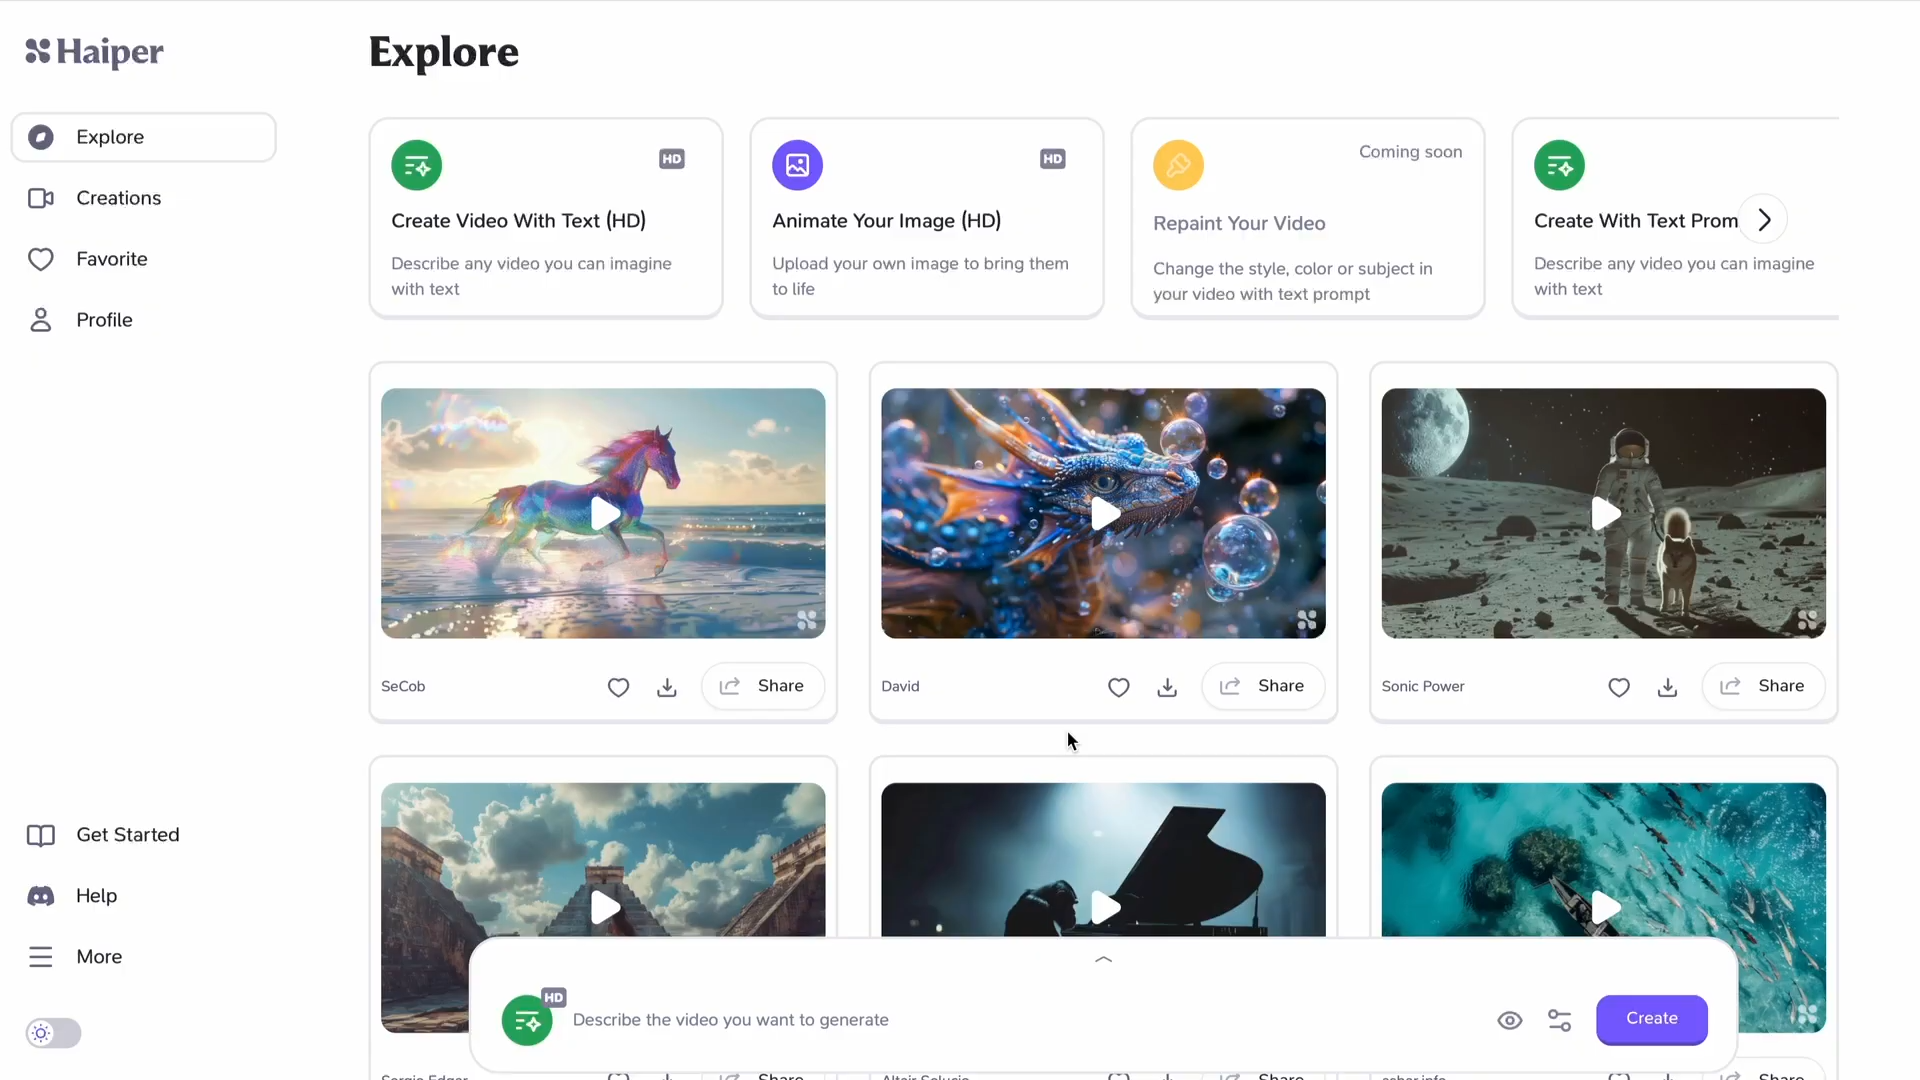 Haiper
Explore
Explore
Creations
Favorite
Profile
HD
Create Video With Text (HD)
Describe any video you can imagine
with text
HD
Animate Your Image (HD)
Upload your own image to bring them
to life
Coming soon
Repaint Your Video
Change the style, color or subject in
your video with text prompt
Create With Text Prom
Describe any video you can imagine
with text
SeCob
Share
David
Share
Sonic Power
Share
Get Started
Help
More
HD
Describe the video you want to generate
Create
Share
Share
Share